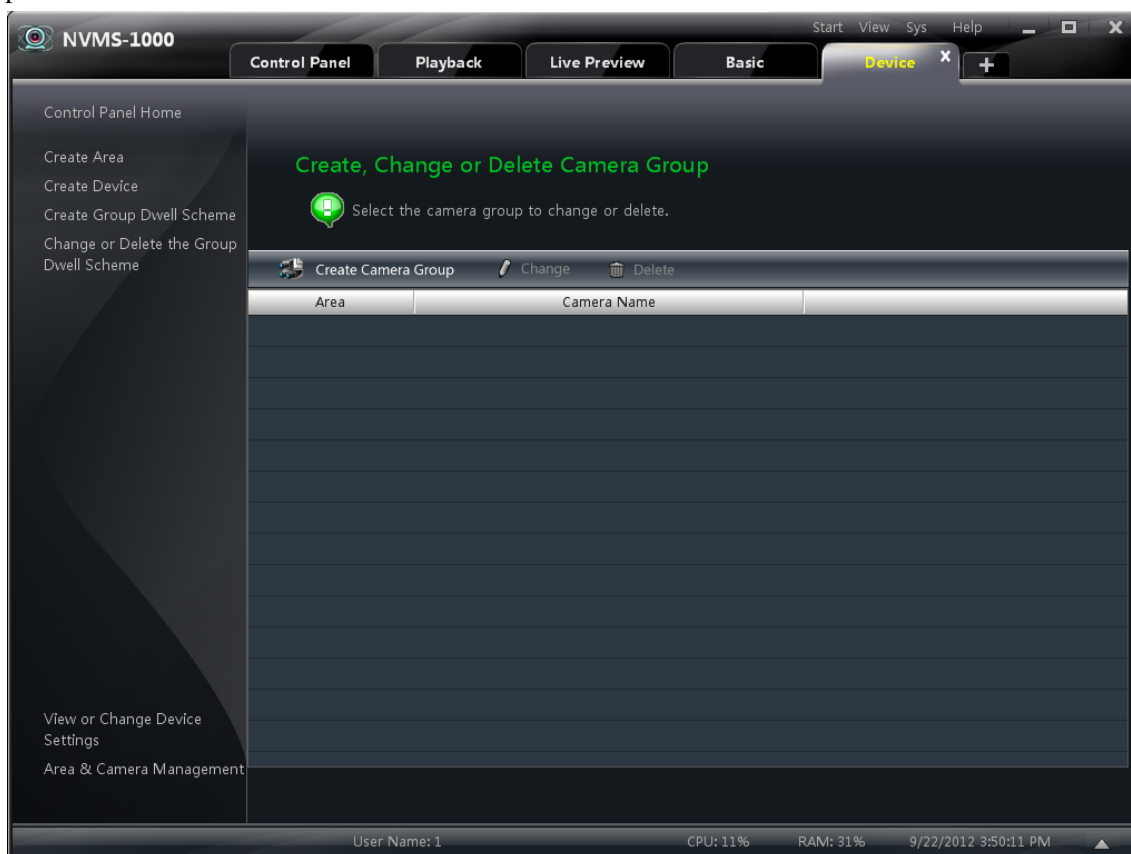 NVMS-1000
Start View Sys Help
Control Panel Playback Live Preview Basic Device X +
Control Panel Home
Create Area
Create Device
Create Group Dwell Scheme
Change or Delete the Group
Dwell Scheme
Create, Change or Delete Camera Group
Select the camera group to change or delete.
Create Camera Group Change Delete
Area Camera Name
View or Change Device
Settings
Area & Camera Management
User Name: 1 CPU: 11% RAM: 31% 9/22/2012 3:50:11 PM